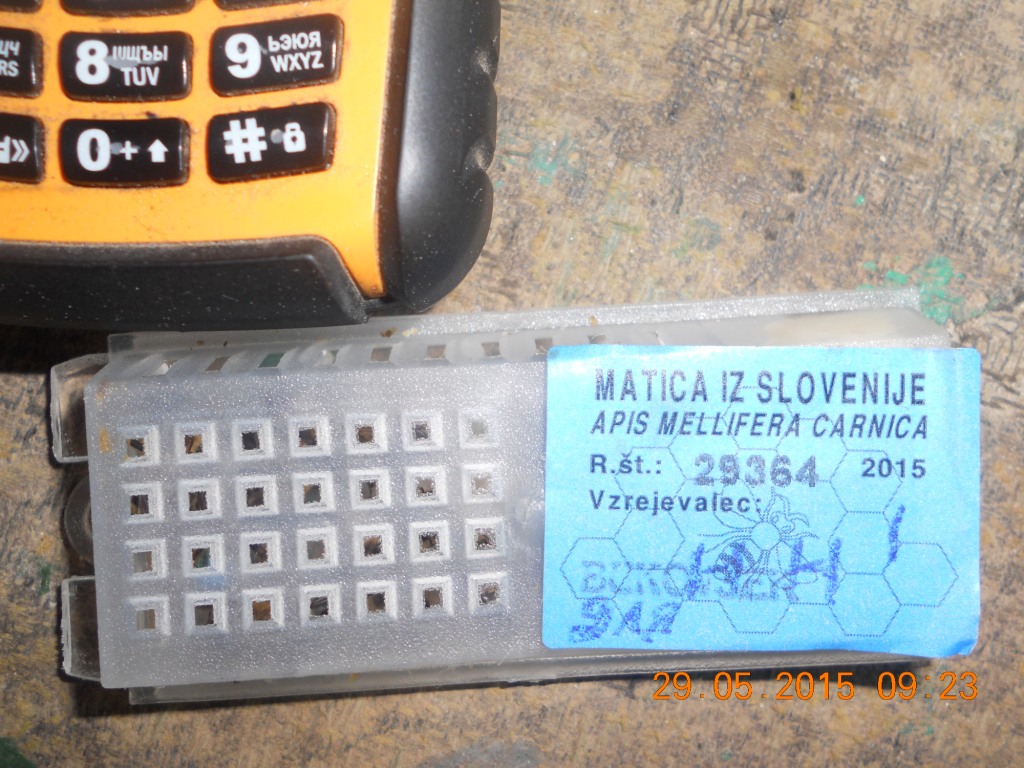 8 ШЩЪЫ
TUV
9 ЬЭЮЯ
WXYZ
RS
0 +
#
MATICA IZ SLOVENIJE
APIS MELLIFERA CARNICA
R.št.: 29364 2015
Vzrejevalec:
29.05.2015 09:23